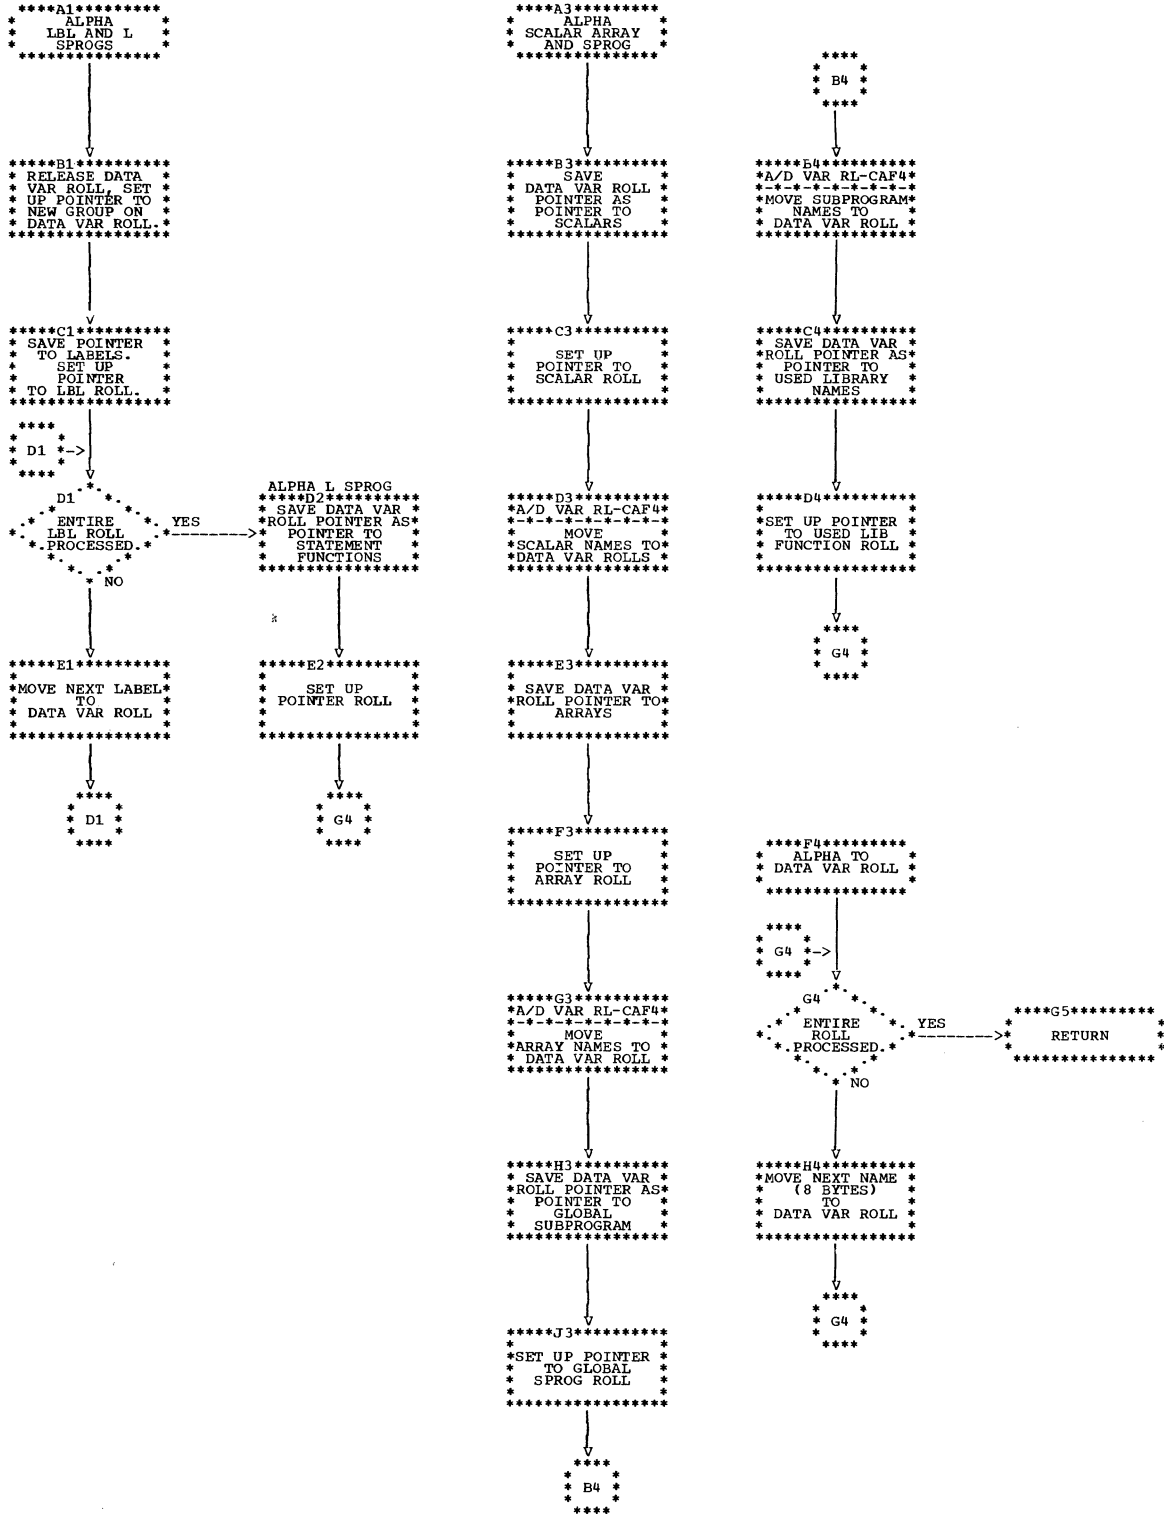 ****A1*********
ALPHA
LBL AND L
SPROGS
*****B1**********
RELEASE DATA
VAR ROLL, SET
UP POINTER TO
NEW GROUP ON
DATA VAR ROLL.
*****C1**********
SAVE POINTER
TO LABELS.
SET UP
POINTER
TO LBL ROLL.
D1 *->
D1
ENTIRE
LBL ROLL
PROCESSED.
YES
NO
*****E1**********
MOVE NEXT LABEL
TO
DATA VAR ROLL
D1
ALPHA L SPROG
*****D2**********
SAVE DATA VAR
ROLL POINTER AS
POINTER TO
STATEMENT
FUNCTIONS
*****E2**********
SET UP
POINTER ROLL
G4
****A3*********
ALPHA
SCALAR ARRAY
AND SPROG
*****B3**********
SAVE
DATA VAR ROLL
POINTER AS
POINTER TO
SCALARS
*****C3**********
SET UP
POINTER TO
SCALAR ROLL
*****D3**********
*A/D VAR RL-CAF4*
*-*-*-*-*-*-*-*-*
MOVE
SCALAR NAMES TO
DATA VAR ROLLS
*****E3**********
SAVE DATA VAR
ROLL POINTER TO
ARRAYS
*****F3**********
SET UP
POINTER TO
ARRAY ROLL
*****G3**********
*A/D VAR RL-CAF4*
*-*-*-*-*-*-*-*-*
MOVE
ARRAY NAMES TO
DATA VAR ROLL
*****H3**********
SAVE DATA VAR
ROLL POINTER AS
POINTER TO
GLOBAL
SUBPROGRAM
*****J3**********
SET UP POINTER
TO GLOBAL
SPROG ROLL
B4
B4
*****B4**********
*A/D VAR RL-CAF4*
*-*-*-*-*-*-*-*-*
MOVE SUBPROGRAM
NAMES TO
DATA VAR ROLL
*****C4**********
SAVE DATA VAR
ROLL POINTER AS
POINTER TO
USED LIBRARY
NAMES
*****D4**********
SET UP POINTER
TO USED LIB
FUNCTION ROLL
G4
****F4*********
ALPHA TO
DATA VAR ROLL
G4 *->
G4
ENTIRE
ROLL
PROCESSED.
YES
NO
****G5*********
RETURN
*****H4**********
MOVE NEXT NAME
(8 BYTES)
TO
DATA VAR ROLL
G4